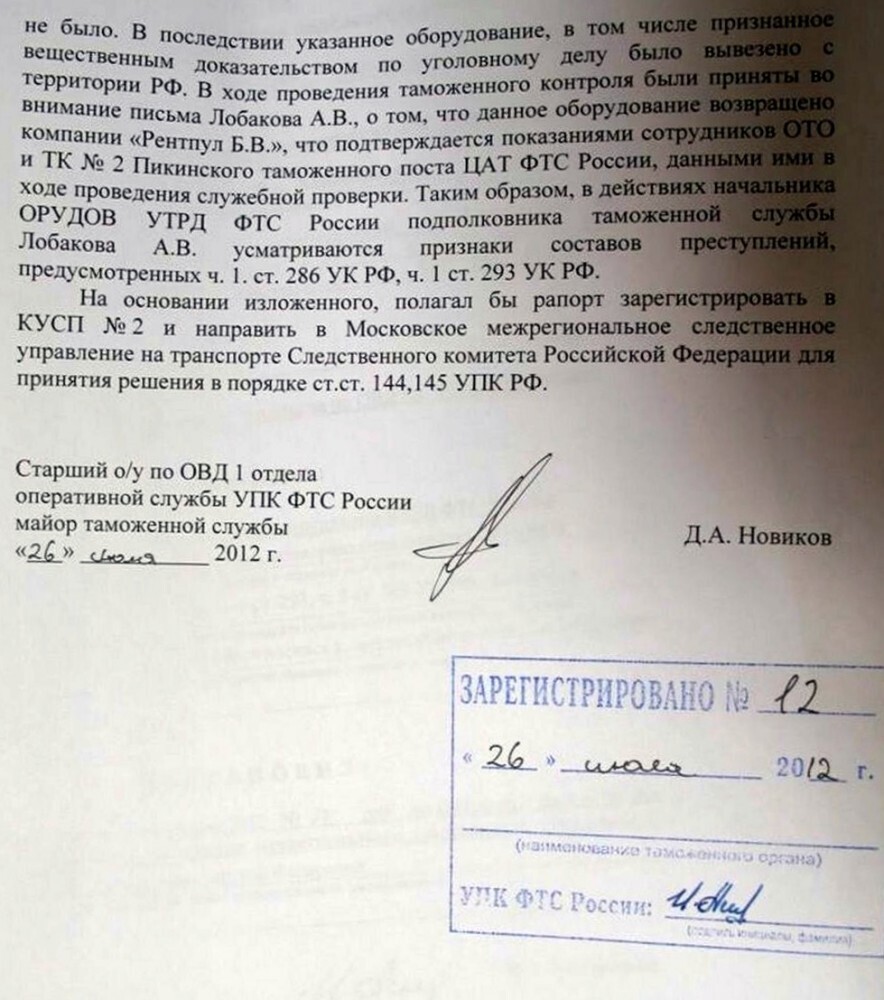 не было. В последствии указанное оборудование, в том числе признанное
вещественным доказательством по уголовному делу было вывезено с
территории РФ. В ходе проведения таможенного контроля были приняты во
внимание письма Лобакова А.В., о том, что данное оборудование возвращено
компании «Рентпул Б.В.», что подтверждается показаниями сотрудников ОТО
и ТК № 2 Пикинского таможенного поста ЦАТ ФТС России, данными ими в
ходе проведения служебной проверки. Таким образом, в действиях начальника
ОРУДОВ УТРД ФТС России подполковника таможенной службы
Лобакова А.В. усматриваются признаки составов преступлений,
предусмотренных ч. 1. ст. 286 УК РФ, ч. 1 ст. 293 УК РФ.
На основании изложенного, полагал бы рапорт зарегистрировать в
КУСП № 2 и направить в Московское межрегиональное следственное
управление на транспорте Следственного комитета Российской Федерации для
принятия решения в порядке ст.ст. 144,145 УПК РФ.
Старший о/у по ОВД 1 отдела
оперативной службы УПК ФТС России
майор таможенной службы
«26» июля 2012 г.
Д.А. Новиков
ЗАРЕГИСТРИРОВАНО № 12
« 26 » июля 2012 г.
(наименование таможенного органа)
УПК ФТС России:
(подпись, инициалы, фамилия)